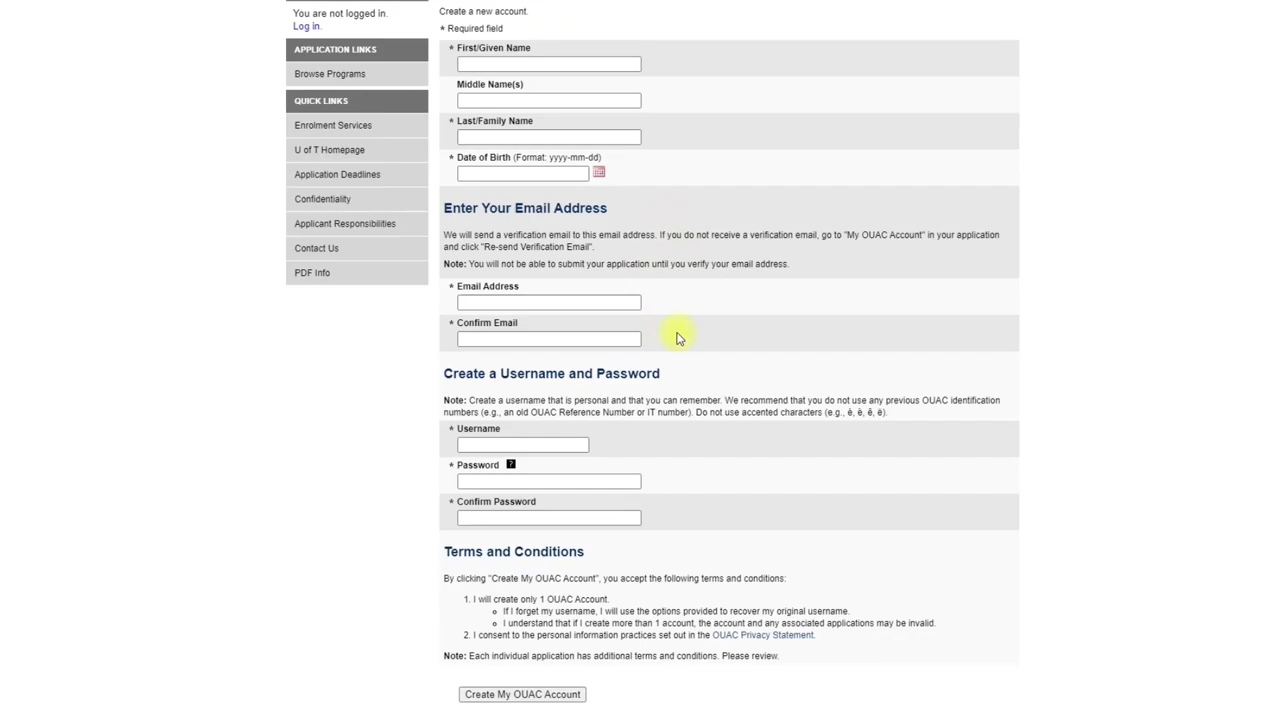 You are not logged in.
Log in.
APPLICATION LINKS
Browse Programs
QUICK LINKS
Enrolment Services
U of T Homepage
Application Deadlines
Confidentiality
Applicant Responsibilities
Contact Us
PDF Info
Create a new account.
* Required field
* First/Given Name
Middle Name(s)
* Last/Family Name
* Date of Birth (Format: yyyy-mm-dd)
Enter Your Email Address
We will send a verification email to this email address. If you do not receive a verification email, go to "My OUAC Account" in your application
and click "Re-send Verification Email".
Note: You will not be able to submit your application until you verify your email address.
* Email Address
* Confirm Email
Create a Username and Password
Note: Create a username that is personal and that you can remember. We recommend that you do not use any previous OUAC identification
numbers (e.g., an old OUAC Reference Number or IT number). Do not use accented characters (e.g., é, è, ê, ë).
* Username
* Password ?
* Confirm Password
Terms and Conditions
By clicking "Create My OUAC Account", you accept the following terms and conditions:
1. I will create only 1 OUAC Account.
o If I forget my username, I will use the options provided to recover my original username.
o I understand that if I create more than 1 account, the account and any associated applications may be invalid.
2. I consent to the personal information practices set out in the OUAC Privacy Statement.
Note: Each individual application has additional terms and conditions. Please review.
Create My OUAC Account